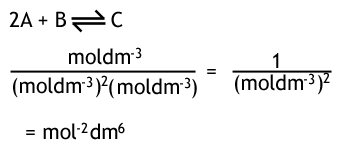 2A + B ⇌ C
moldm⁻³ / (moldm⁻³)²(moldm⁻³) = 1 / (moldm⁻³)²
= mol⁻²dm⁶